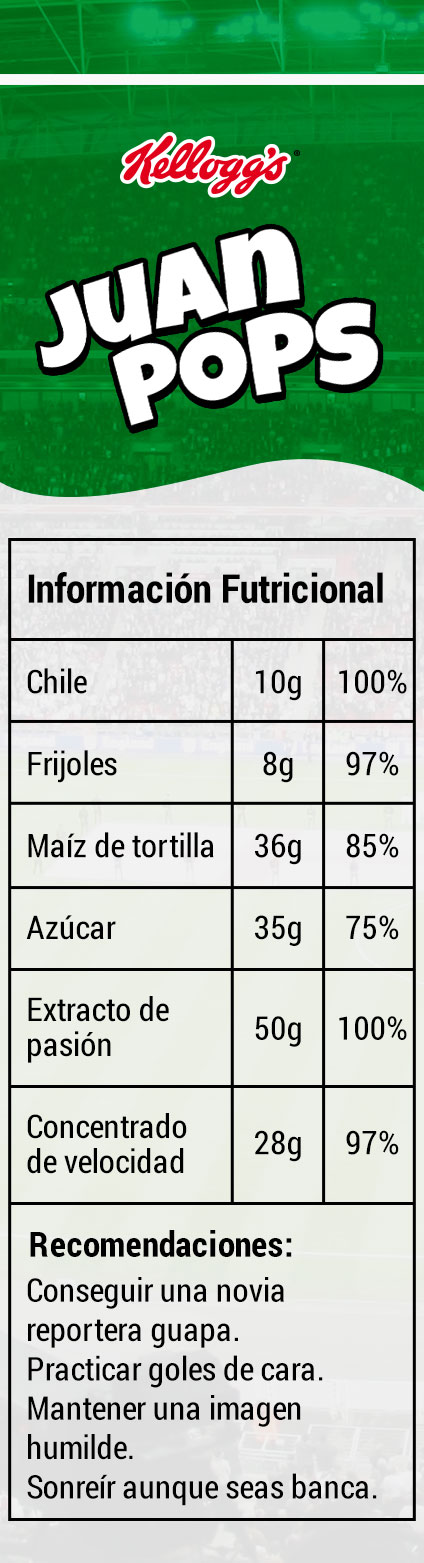 Kellogg's®
JUAN
POPS
Información Futricional
Chile 10g 100%
Frijoles 8g 97%
Maíz de tortilla 36g 85%
Azúcar 35g 75%
Extracto de
pasión 50g 100%
Concentrado
de velocidad 28g 97%
Recomendaciones:
Conseguir una novia
reportera guapa.
Practicar goles de cara.
Mantener una imagen
humilde.
Sonreír aunque seas banca.